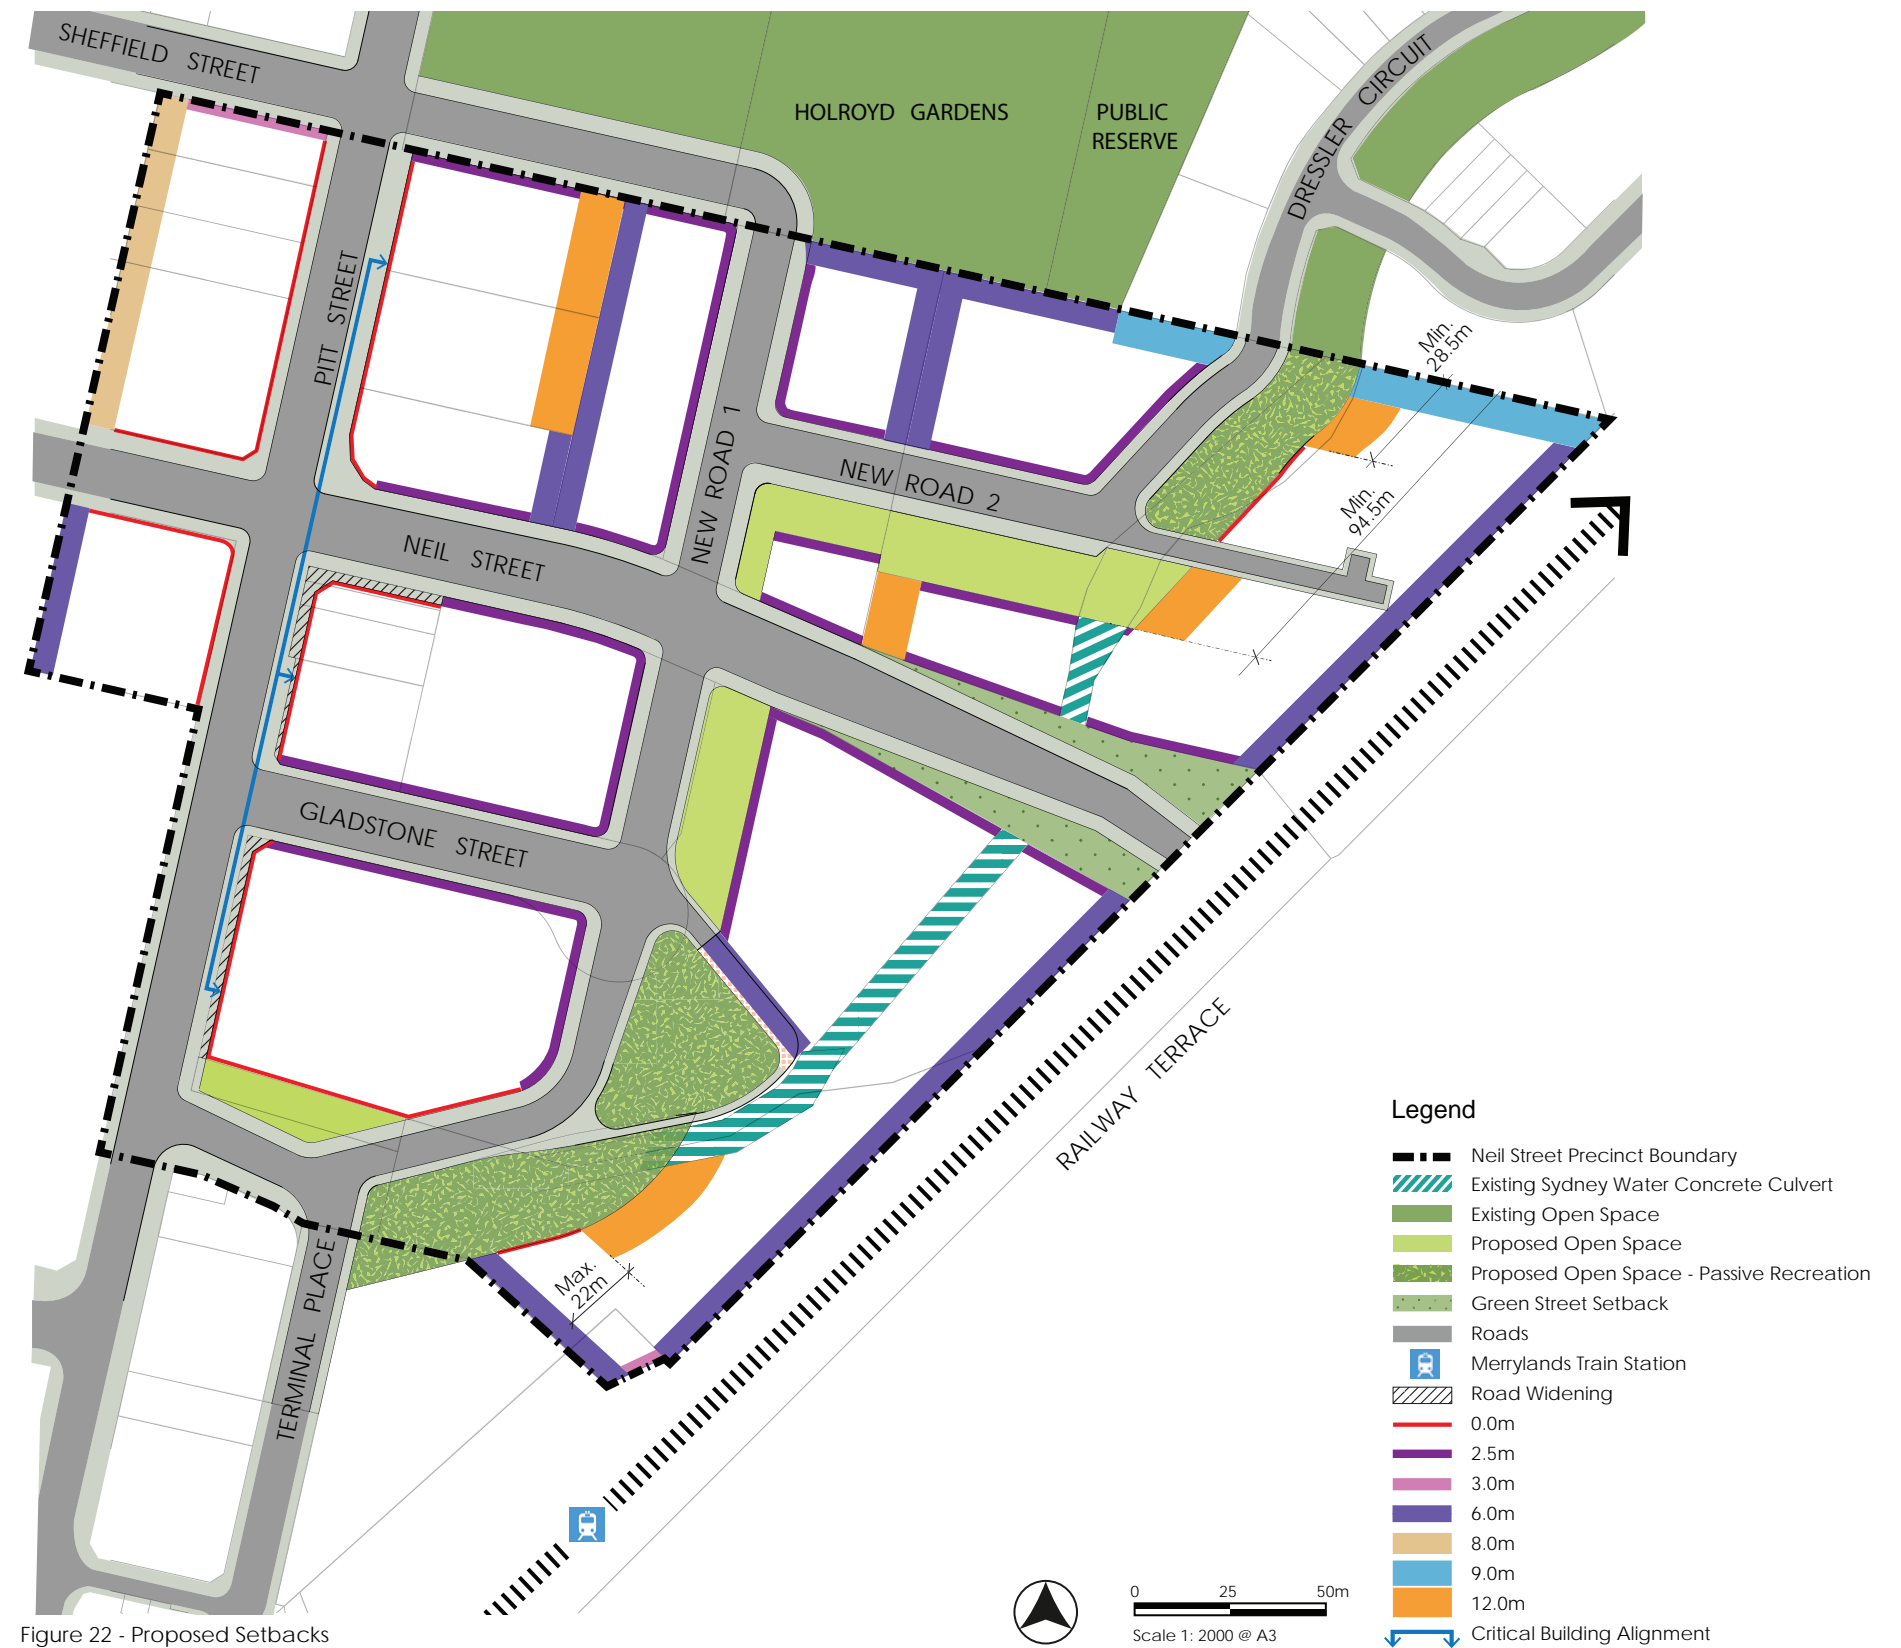 SHEFFIELD STREET
HOLROYD GARDENS
PUBLIC
RESERVE
DRESSLER CIRCUIT
PITT STREET
Min.
28.5m
NEW ROAD 1
NEW ROAD 2
Min.
94.5m
NEIL STREET
GLADSTONE STREET
RAILWAY TERRACE
Max.
22m
TERMINAL PLACE
Legend
Neil Street Precinct Boundary
Existing Sydney Water Concrete Culvert
Existing Open Space
Proposed Open Space
Proposed Open Space - Passive Recreation
Green Street Setback
Roads
Merrylands Train Station
Road Widening
0.0m
2.5m
3.0m
6.0m
8.0m
9.0m
12.0m
Critical Building Alignment
0 25 50m
Scale 1: 2000 @ A3
Figure 22 - Proposed Setbacks